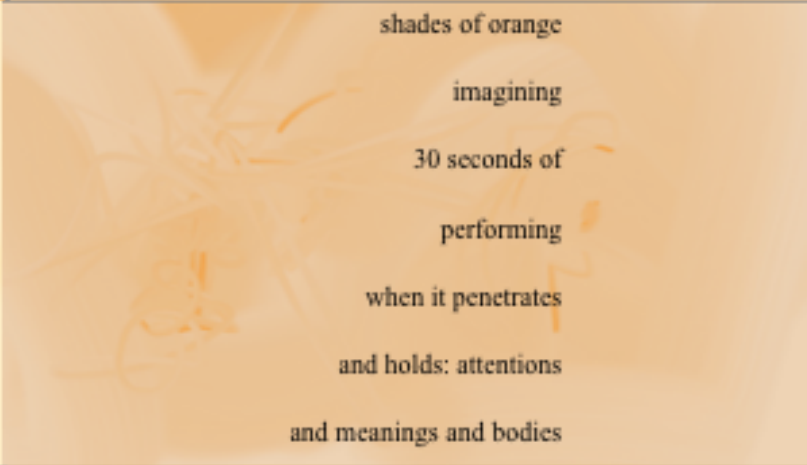 shades of orange
imagining
30 seconds of
performing
when it penetrates
and holds: attentions
and meanings and bodies